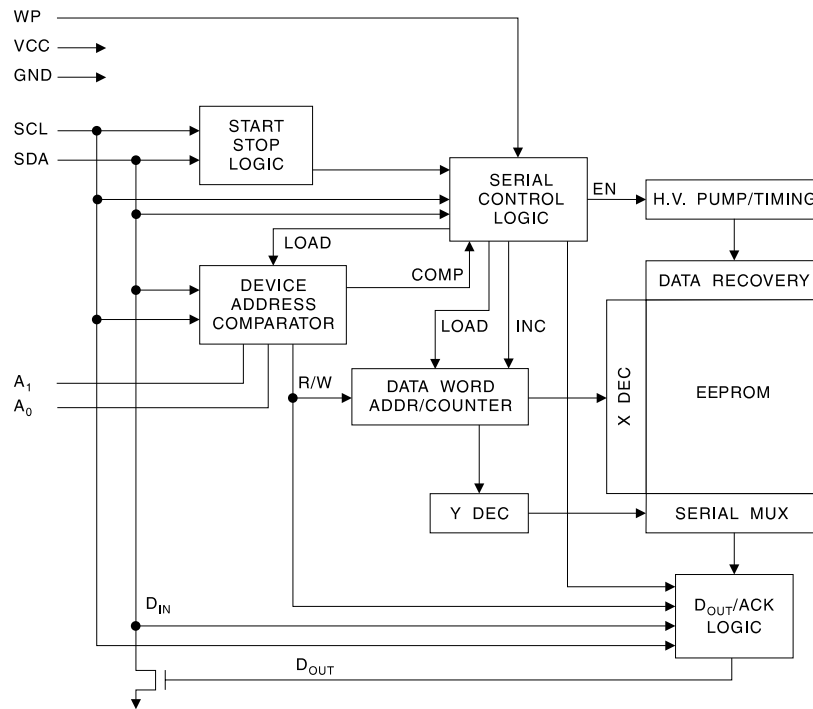 WP
VCC
GND
SCL
SDA
START
STOP
LOGIC
SERIAL
CONTROL
LOGIC
EN
H.V. PUMP/TIMING
LOAD
COMP
DEVICE
ADDRESS
COMPARATOR
DATA RECOVERY
LOAD
INC
A1
A0
R/W
DATA WORD
ADDR/COUNTER
X DEC
EEPROM
Y DEC
SERIAL MUX
DIN
DOUT/ACK
LOGIC
DOUT